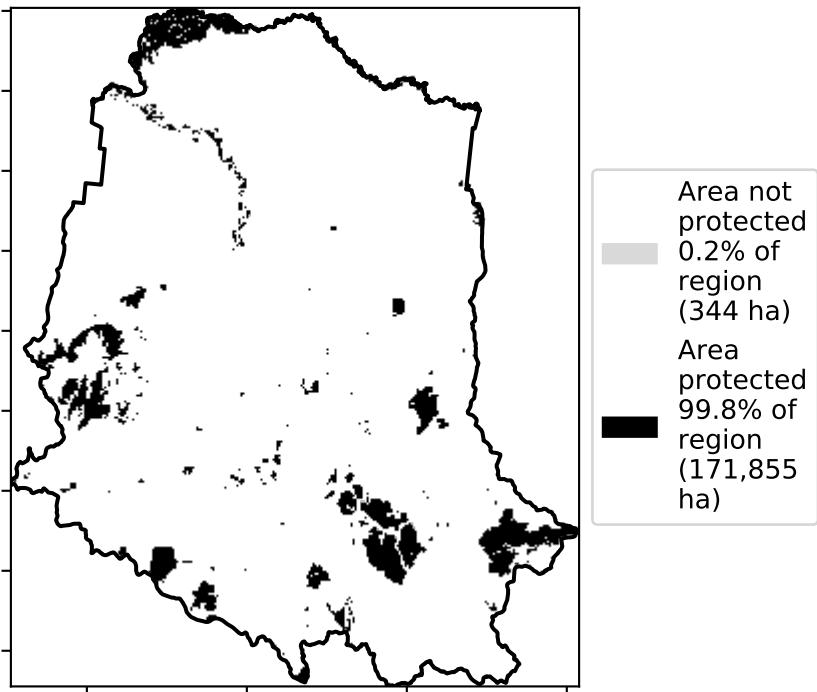 Area not
protected
0.2% of
region
(344 ha)
Area
protected
99.8% of
region
(171,855
ha)